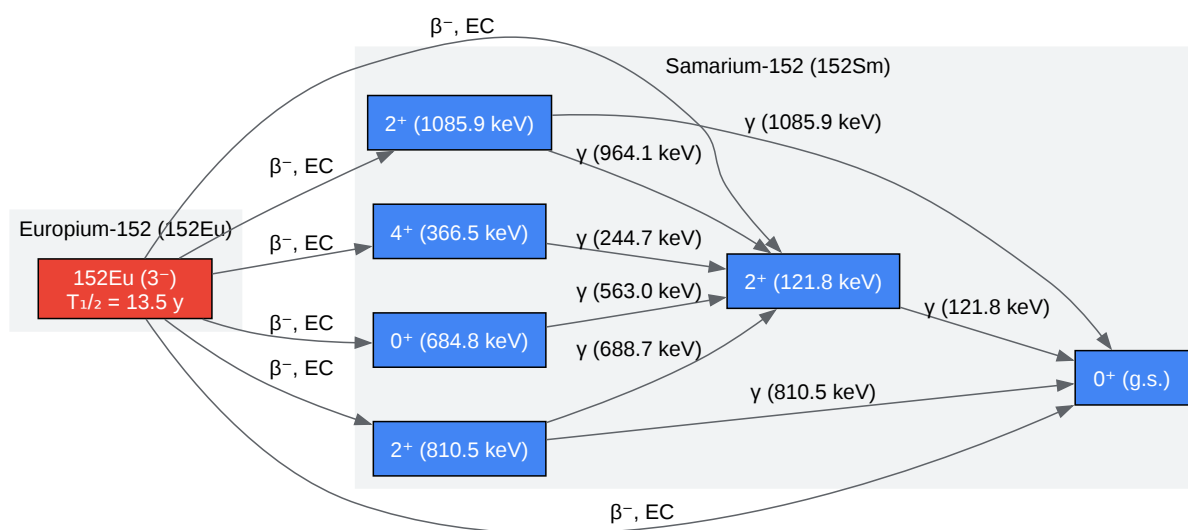 β⁻, EC
Samarium-152 (152Sm)
2⁺ (1085.9 keV)
γ (1085.9 keV)
γ (964.1 keV)
β⁻, EC
Europium-152 (152Eu)
4⁺ (366.5 keV)
β⁻, EC
γ (244.7 keV)
152Eu (3⁻)
T₁/₂ = 13.5 y
2⁺ (121.8 keV)
γ (563.0 keV)
γ (121.8 keV)
β⁻, EC
0⁺ (684.8 keV)
γ (688.7 keV)
β⁻, EC
0⁺ (g.s.)
γ (810.5 keV)
2⁺ (810.5 keV)
β⁻, EC